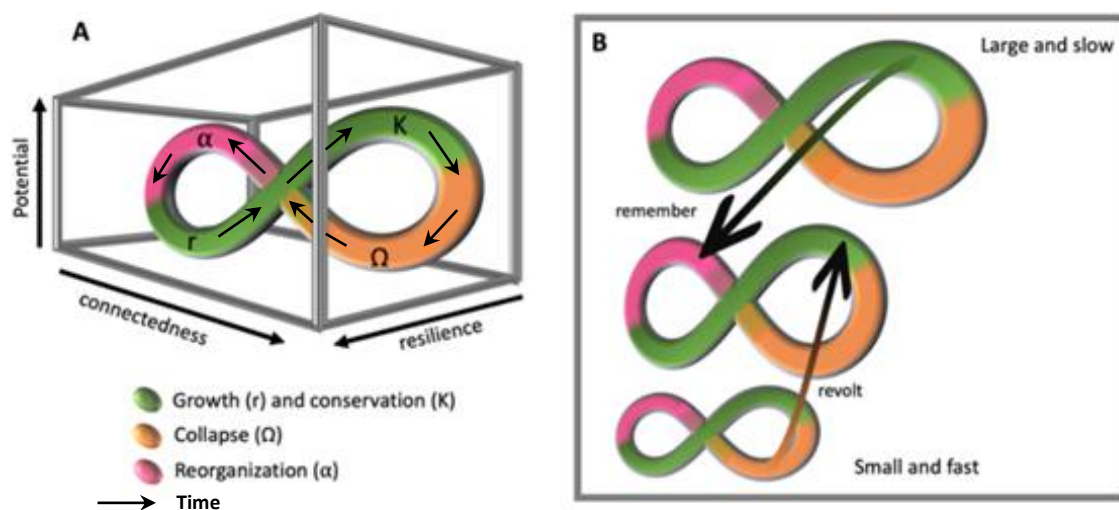 A
Potential
α
K
r
Ω
connectedness
resilience
Growth (r) and conservation (K)
Collapse (Ω)
Reorganization (α)
Time
B
Large and slow
remember
revolt
Small and fast